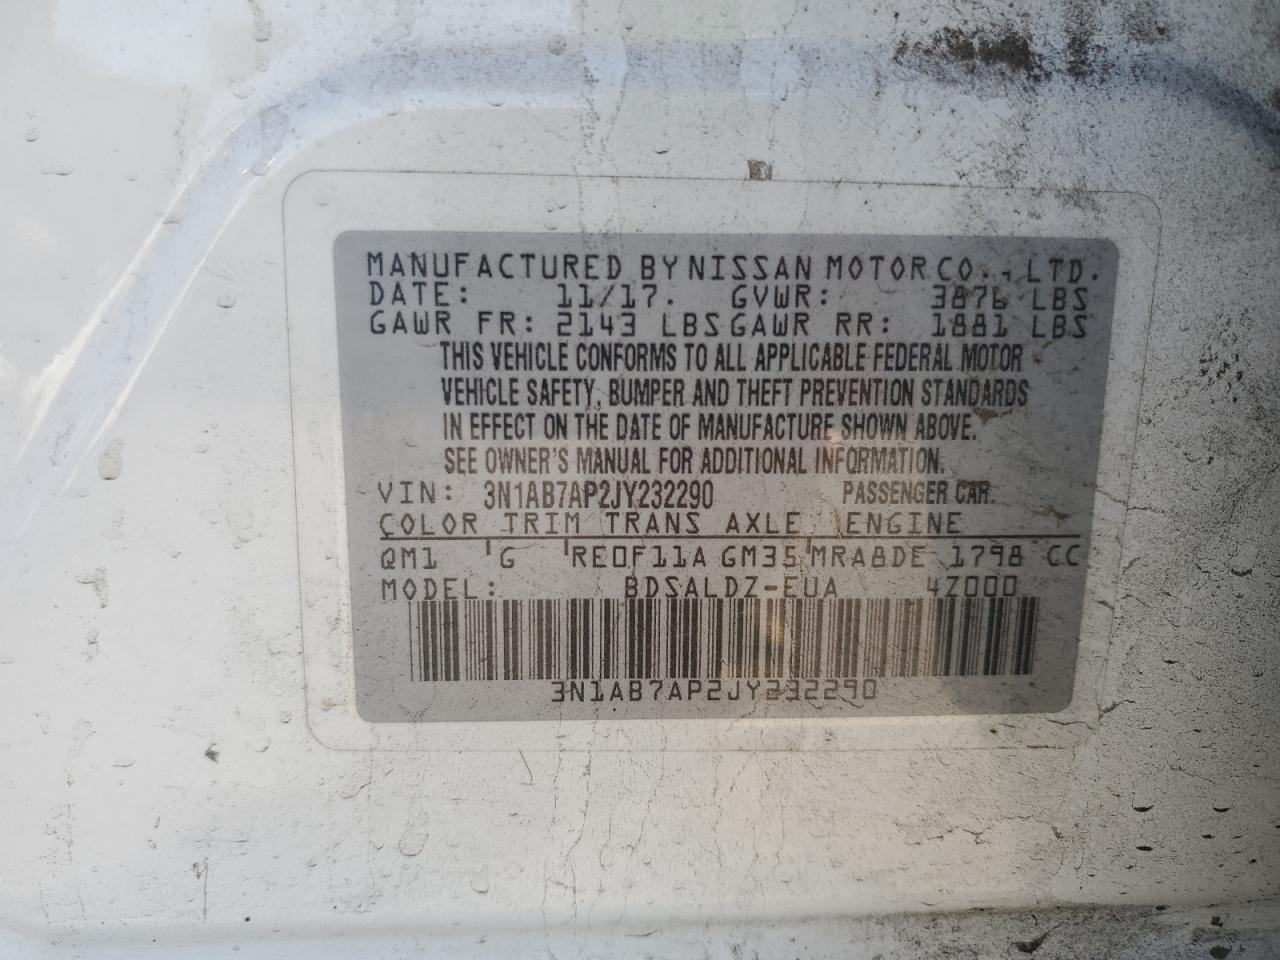 MANUFACTURED BY NISSAN MOTOR CO., LTD.
DATE: 11/17. GVWR: 3876 LBS
GAWR FR: 2143 LBS GAWR RR: 1881 LBS
THIS VEHICLE CONFORMS TO ALL APPLICABLE FEDERAL MOTOR
VEHICLE SAFETY, BUMPER AND THEFT PREVENTION STANDARDS
IN EFFECT ON THE DATE OF MANUFACTURE SHOWN ABOVE.
SEE OWNER'S MANUAL FOR ADDITIONAL INFORMATION.
VIN: 3N1AB7AP2JY232290 PASSENGER CAR.
COLOR TRIM TRANS AXLE ENGINE
QM1 G RE0F11A GM35 MRA8DE 1798 CC
MODEL: BDSALDZ-EUA 4Z000
3N1AB7AP2JY232290